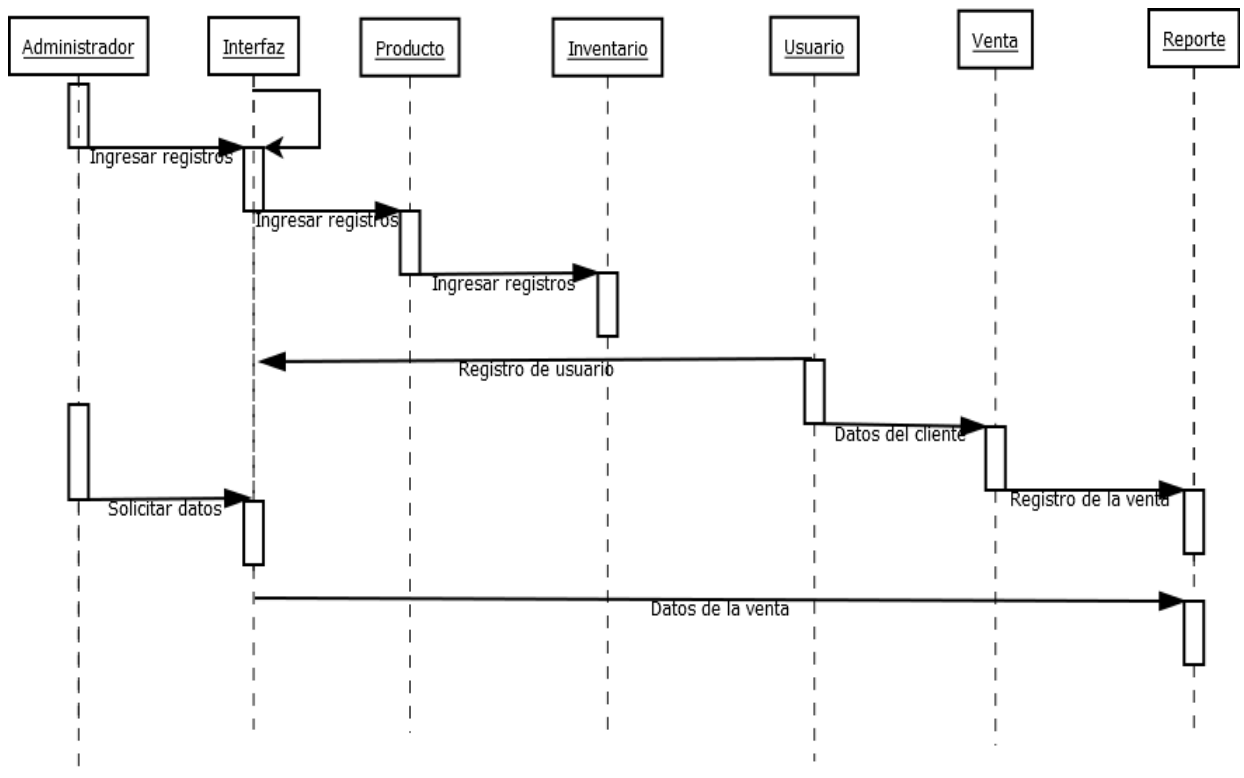 Administrador
Interfaz
Producto
Inventario
Usuario
Venta
Reporte
Ingresar registros
Ingresar registros
Ingresar registros
Registro de usuario
Datos del cliente
Solicitar datos
Registro de la venta
Datos de la venta